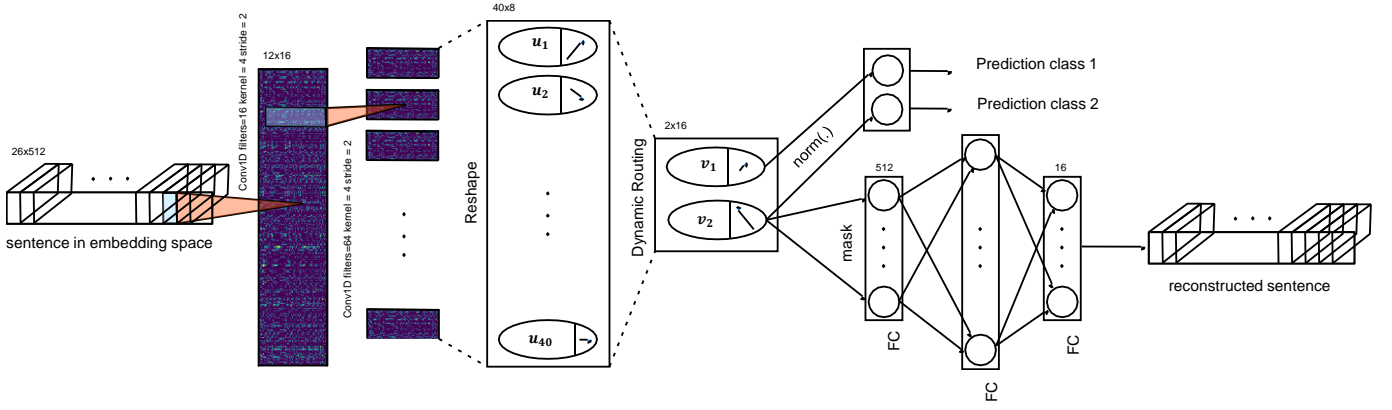 26x512
sentence in embedding space
Conv1D filters=16 kernel = 4 stride = 2
12x16
Conv1D filters=64 kernel = 4 stride = 2
40x8
u1
u2
u40
Reshape
Dynamic Routing
2x16
v1
v2
norm(.)
Prediction class 1
Prediction class 2
mask
512
FC
FC
16
FC
reconstructed sentence